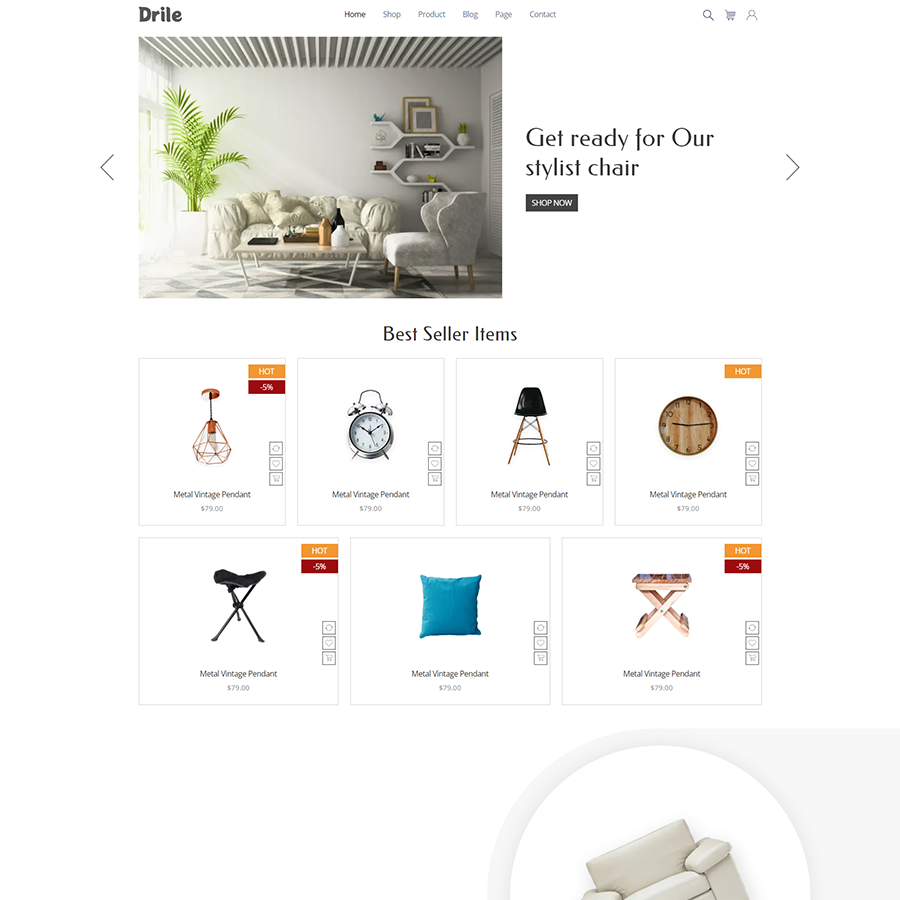 Drile
Home Shop Product Blog Page Contact
Get ready for Our
stylist chair
SHOP NOW
Best Seller Items
HOT
-5%
Metal Vintage Pendant
$79.00
Metal Vintage Pendant
$79.00
Metal Vintage Pendant
$79.00
HOT
Metal Vintage Pendant
$79.00
HOT
-5%
Metal Vintage Pendant
$79.00
Metal Vintage Pendant
$79.00
HOT
-5%
Metal Vintage Pendant
$79.00